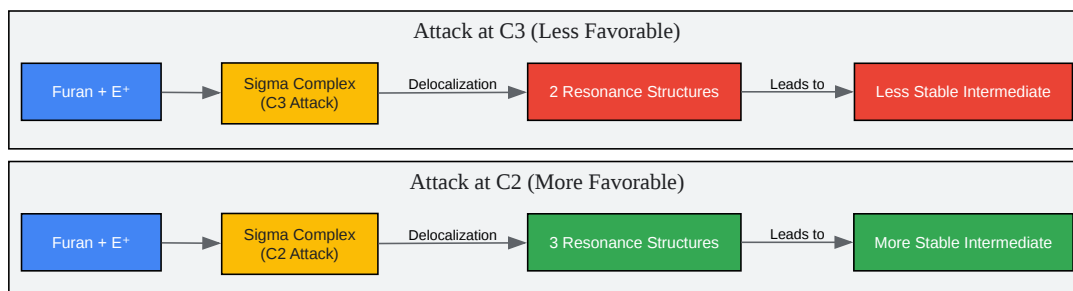 Attack at C3 (Less Favorable)
Furan + E⁺
Sigma Complex
(C3 Attack)
Delocalization
2 Resonance Structures
Leads to
Less Stable Intermediate
Attack at C2 (More Favorable)
Furan + E⁺
Sigma Complex
(C2 Attack)
Delocalization
3 Resonance Structures
Leads to
More Stable Intermediate